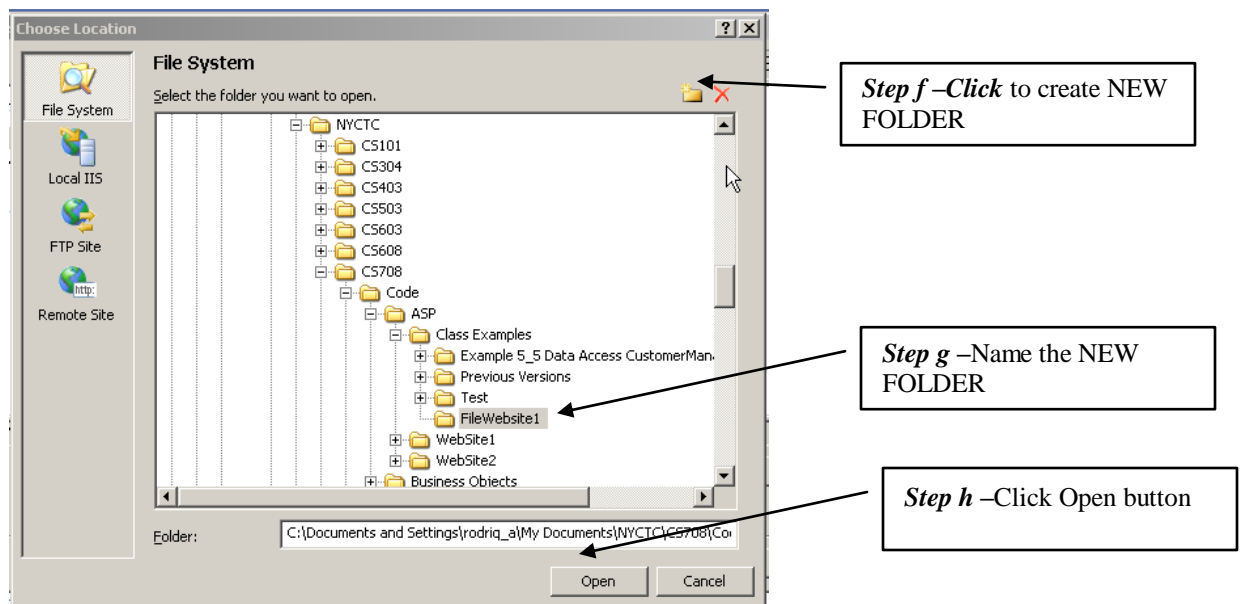 Choose Location
File System
Select the folder you want to open.
File System
Local IIS
FTP Site
http:
Remote Site
NYCTC
CS101
CS304
CS403
CS503
CS603
CS608
CS708
Code
ASP
Class Examples
Example 5_5 Data Access CustomerMan
Previous Versions
Test
FileWebsite1
WebSite1
WebSite2
Business Objects
Folder:
C:\Documents and Settings\rodriq_a\My Documents\NYCTC\CS708\Co
Open
Cancel
Step f –Click to create NEW
FOLDER
Step g –Name the NEW
FOLDER
Step h –Click Open button